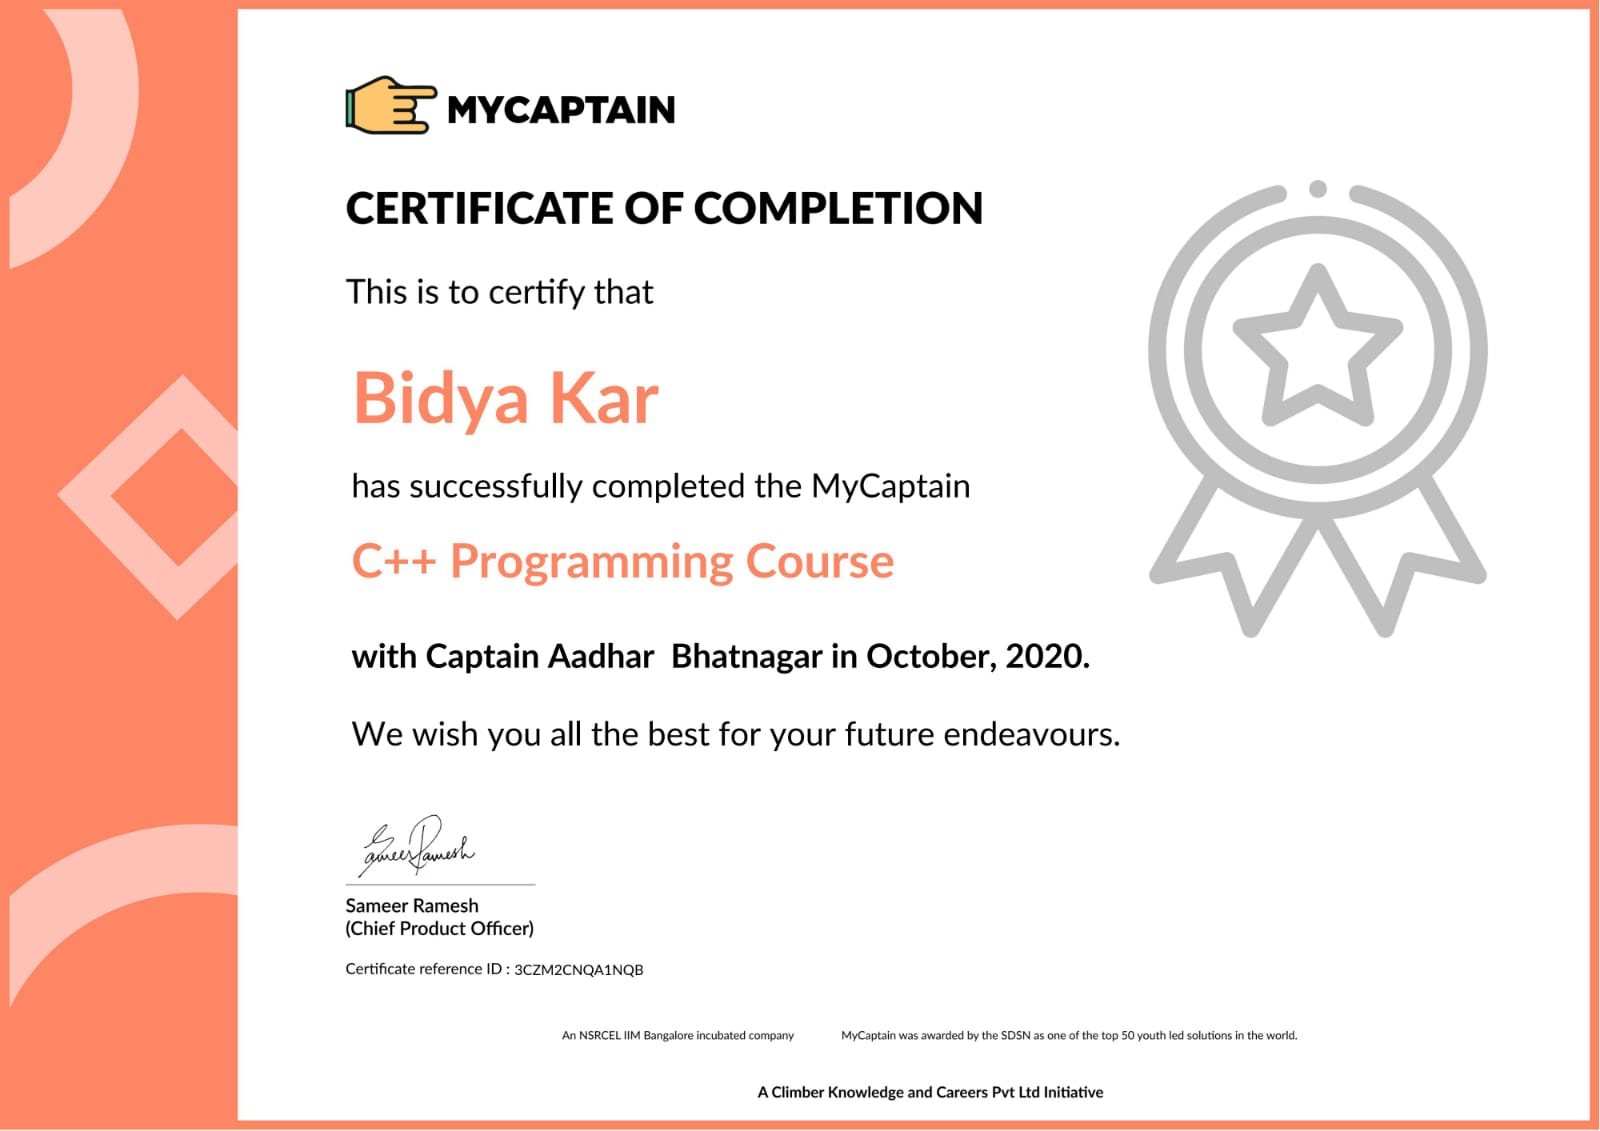 MYCAPTAIN
CERTIFICATE OF COMPLETION
This is to certify that
Bidya Kar
has successfully completed the MyCaptain
C++ Programming Course
with Captain Aadhar  Bhatnagar in October, 2020.
We wish you all the best for your future endeavours.
Sameer Ramesh
Sameer Ramesh
(Chief Product Officer)
Certificate reference ID : 3CZM2CNQA1NQB
An NSRCEL IIM Bangalore incubated company
MyCaptain was awarded by the SDSN as one of the top 50 youth led solutions in the world.
A Climber Knowledge and Careers Pvt Ltd Initiative